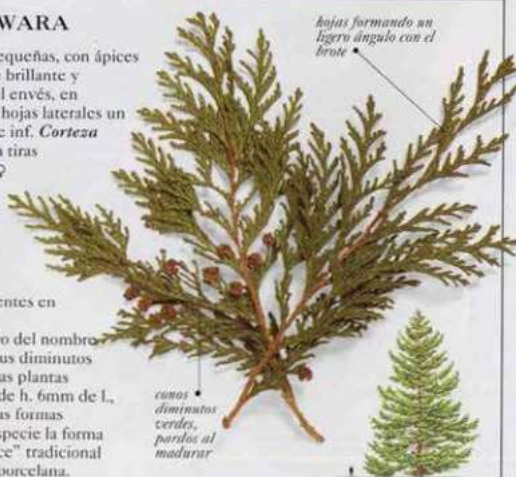 WARA
equeñas, con ápices
e brillante y
l envés, en
hojas laterales un
e inf. Corteza
n tiras
♀
entes en
ro del nombre
us diminutos
as plantas
de h. 6mm de l.,
as formas
specie la forma
ce" tradicional
porcelana.
hojas formando un
ligero ángulo con el
brote
conos
diminutos
verdes,
pardos al
madurar